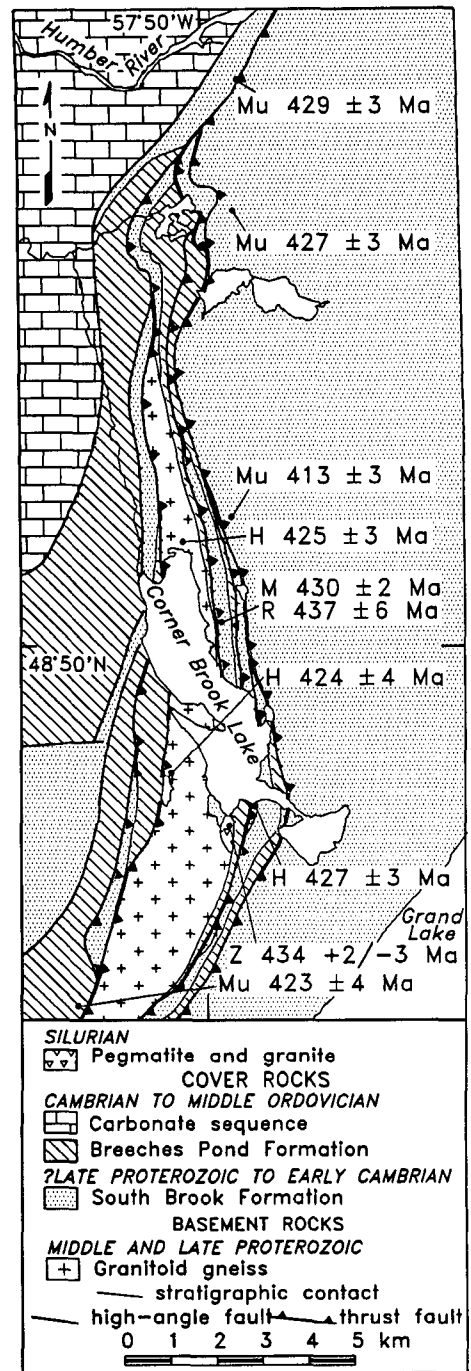 57°50'W
Humber River
N
Mu 429 ±3 Ma
Mu 427 ±3 Ma
Mu 413 ±3 Ma
H 425 ±3 Ma
M 430 ±2 Ma
R 437 ±6 Ma
48°50'N
Corner Brook Lake
H 424 ±4 Ma
H 427 ±3 Ma
Grand Lake
Z 434 +2/-3 Ma
Mu 423 ±4 Ma
SILURIAN
Pegmatite and granite
COVER ROCKS
CAMBRIAN TO MIDDLE ORDOVICIAN
Carbonate sequence
Breeches Pond Formation
?LATE PROTEROZOIC TO EARLY CAMBRIAN
South Brook Formation
BASEMENT ROCKS
MIDDLE AND LATE PROTEROZOIC
Granitoid gneiss
stratigraphic contact
high-angle fault thrust fault
0 1 2 3 4 5 km